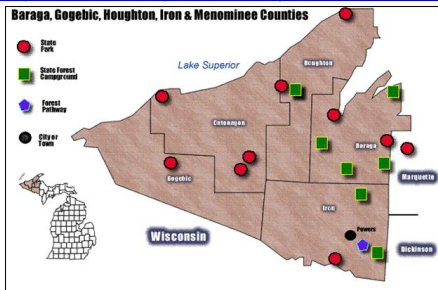 Baraga, Gogebic, Houghton, Iron & Menominee Counties
State
Park
State Forest
Campground
Forest
Pathway
City or
Town
Lake Superior
Houghton
Ontonagon
Gogebic
Baraga
Marquette
Iron
Powers
Wisconsin
Dickinson